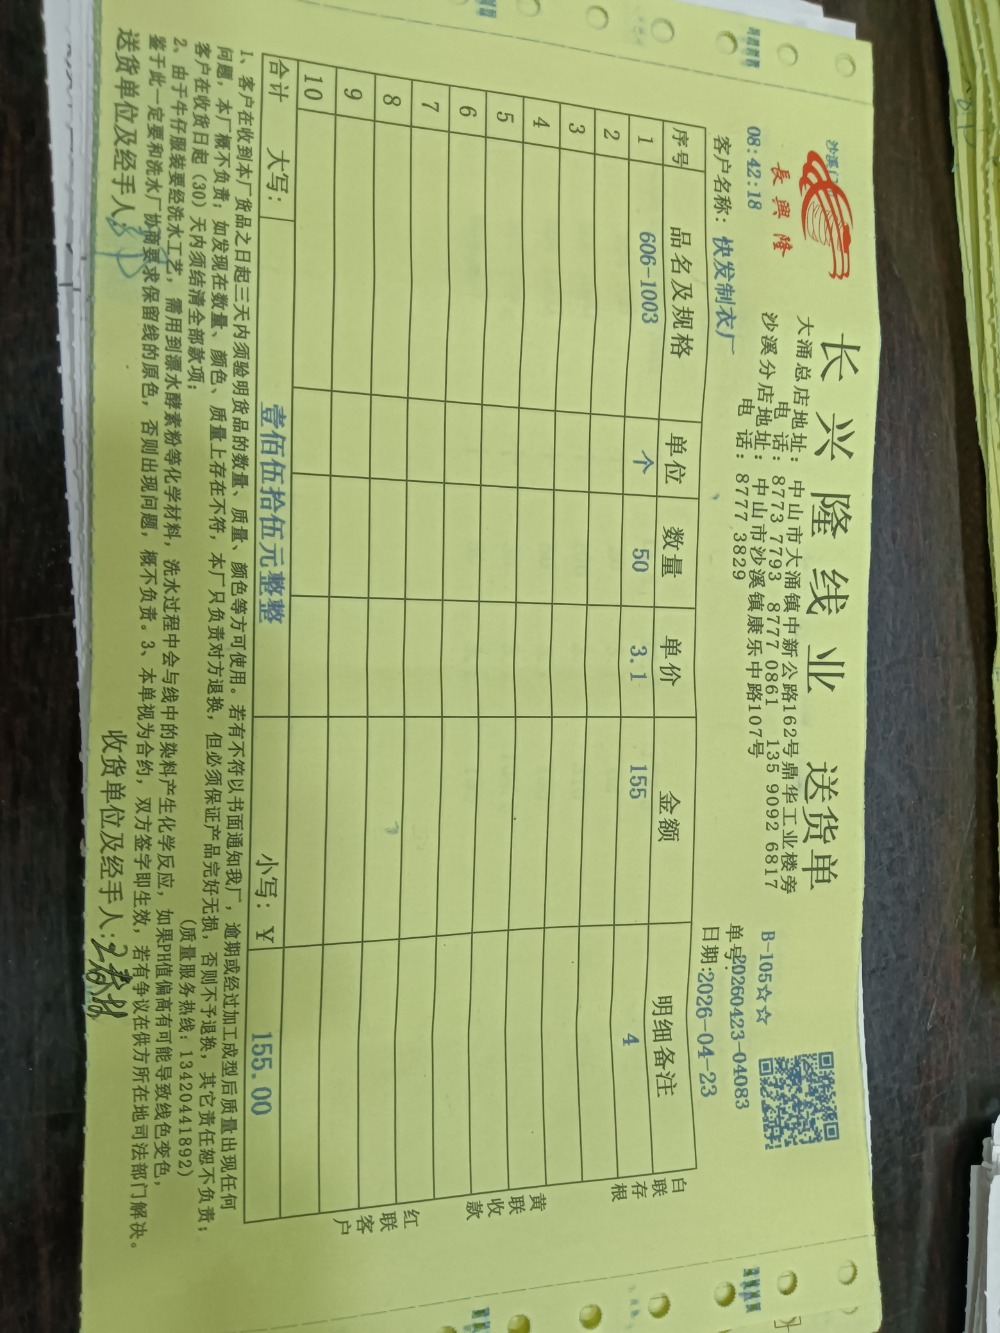 沙溪门
長興隆
08:42:18
长兴隆线业 送货单
大涌总店地址：中山市大涌镇中新公路162号鼎华工业楼旁
电 话：8773 7793 8777 0861 135 9092 6817
沙溪分店地址：中山市沙溪镇康乐中路107号
电 话：8777 3829
B-105☆☆
单号:20260423-04083
客户名称：快发制衣厂 日期:2026-04-23
序号 品名及规格 单位 数量 单价 金额 明细备注
1 606-1003 个 50 3.1 155 4
2
3
4
5
6
7
8
9
10
合计 大写：壹佰伍拾伍元整整 小写：￥ 155.00
白联存根
黄联收款
红联客户
1、客户在收到本厂货品之日起三天内须验明货品的数量、质量、颜色等方可使用。若有不符以书面通知我厂，逾期或经过加工成型后质量出现任何
问题，本厂概不负责；如发现在数量、颜色、质量上存在不符，本厂只负责对方退换，但必须保证产品完好无损，否则不予退换，其它责任恕不负责；
客户在收货日起（30）天内须结清全部款项； （质量服务热线：13420441892）
2、由于牛仔服装要经洗水工艺，需用到漂水酵素粉等化学材料，洗水过程中会与线中的染料产生化学反应，如果PH值偏高有可能导致线色变色，
鉴于此一定要和洗水厂协商要求保留线的原色，否则出现问题，概不负责。3、本单视为合约，双方签字即生效，若有争议在供方所在地司法部门解决。
送货单位及经手人： 收货单位及经手人：